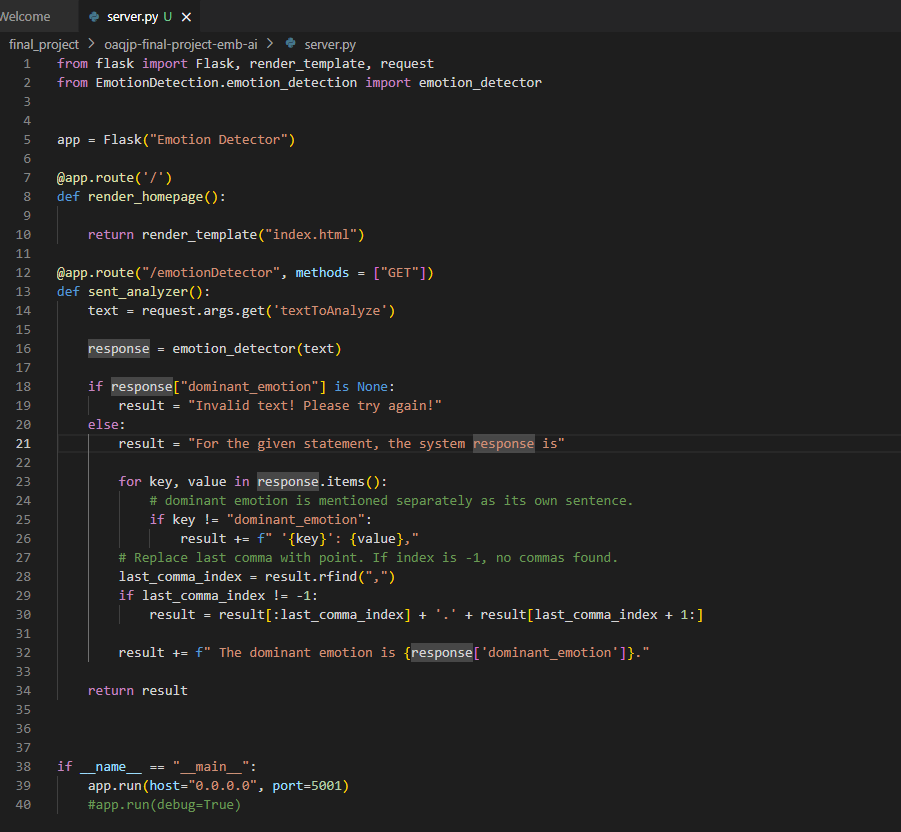 Welcome server.py U ×
final_project > oaqjp-final-project-emb-ai > server.py
1 from flask import Flask, render_template, request
2 from EmotionDetection.emotion_detection import emotion_detector
3
4
5 app = Flask("Emotion Detector")
6
7 @app.route('/')
8 def render_homepage():
9
10     return render_template("index.html")
11
12 @app.route("/emotionDetector", methods = ["GET"])
13 def sent_analyzer():
14     text = request.args.get('textToAnalyze')
15
16     response = emotion_detector(text)
17
18     if response["dominant_emotion"] is None:
19         result = "Invalid text! Please try again!"
20     else:
21         result = "For the given statement, the system response is"
22
23         for key, value in response.items():
24             # dominant emotion is mentioned separately as its own sentence.
25             if key != "dominant_emotion":
26                 result += f" '{key}': {value},"
27         # Replace last comma with point. If index is -1, no commas found.
28         last_comma_index = result.rfind(",")
29         if last_comma_index != -1:
30             result = result[:last_comma_index] + '.' + result[last_comma_index + 1:]
31
32         result += f" The dominant emotion is {response['dominant_emotion']}."
33
34     return result
35
36
37
38 if __name__ == "__main__":
39     app.run(host="0.0.0.0", port=5001)
40     #app.run(debug=True)